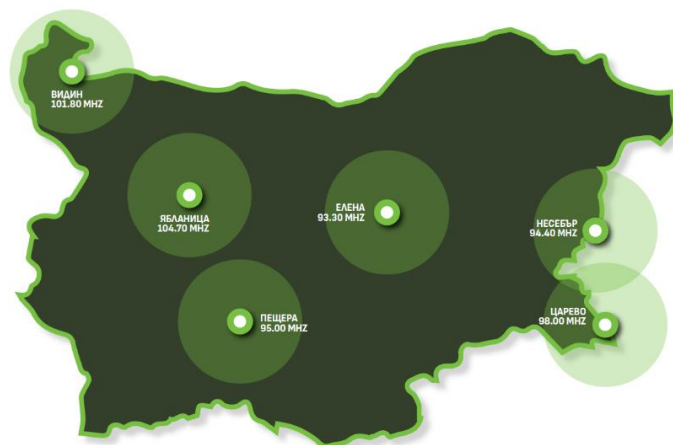 ВИДИН
101.80 MHZ
ЯБЛАНИЦА
104.70 MHZ
ЕЛЕНА
93.30 MHZ
НЕСЕБЪР
94.40 MHZ
ПЕЩЕРА
95.00 MHZ
ЦАРЕВО
98.00 MHZ